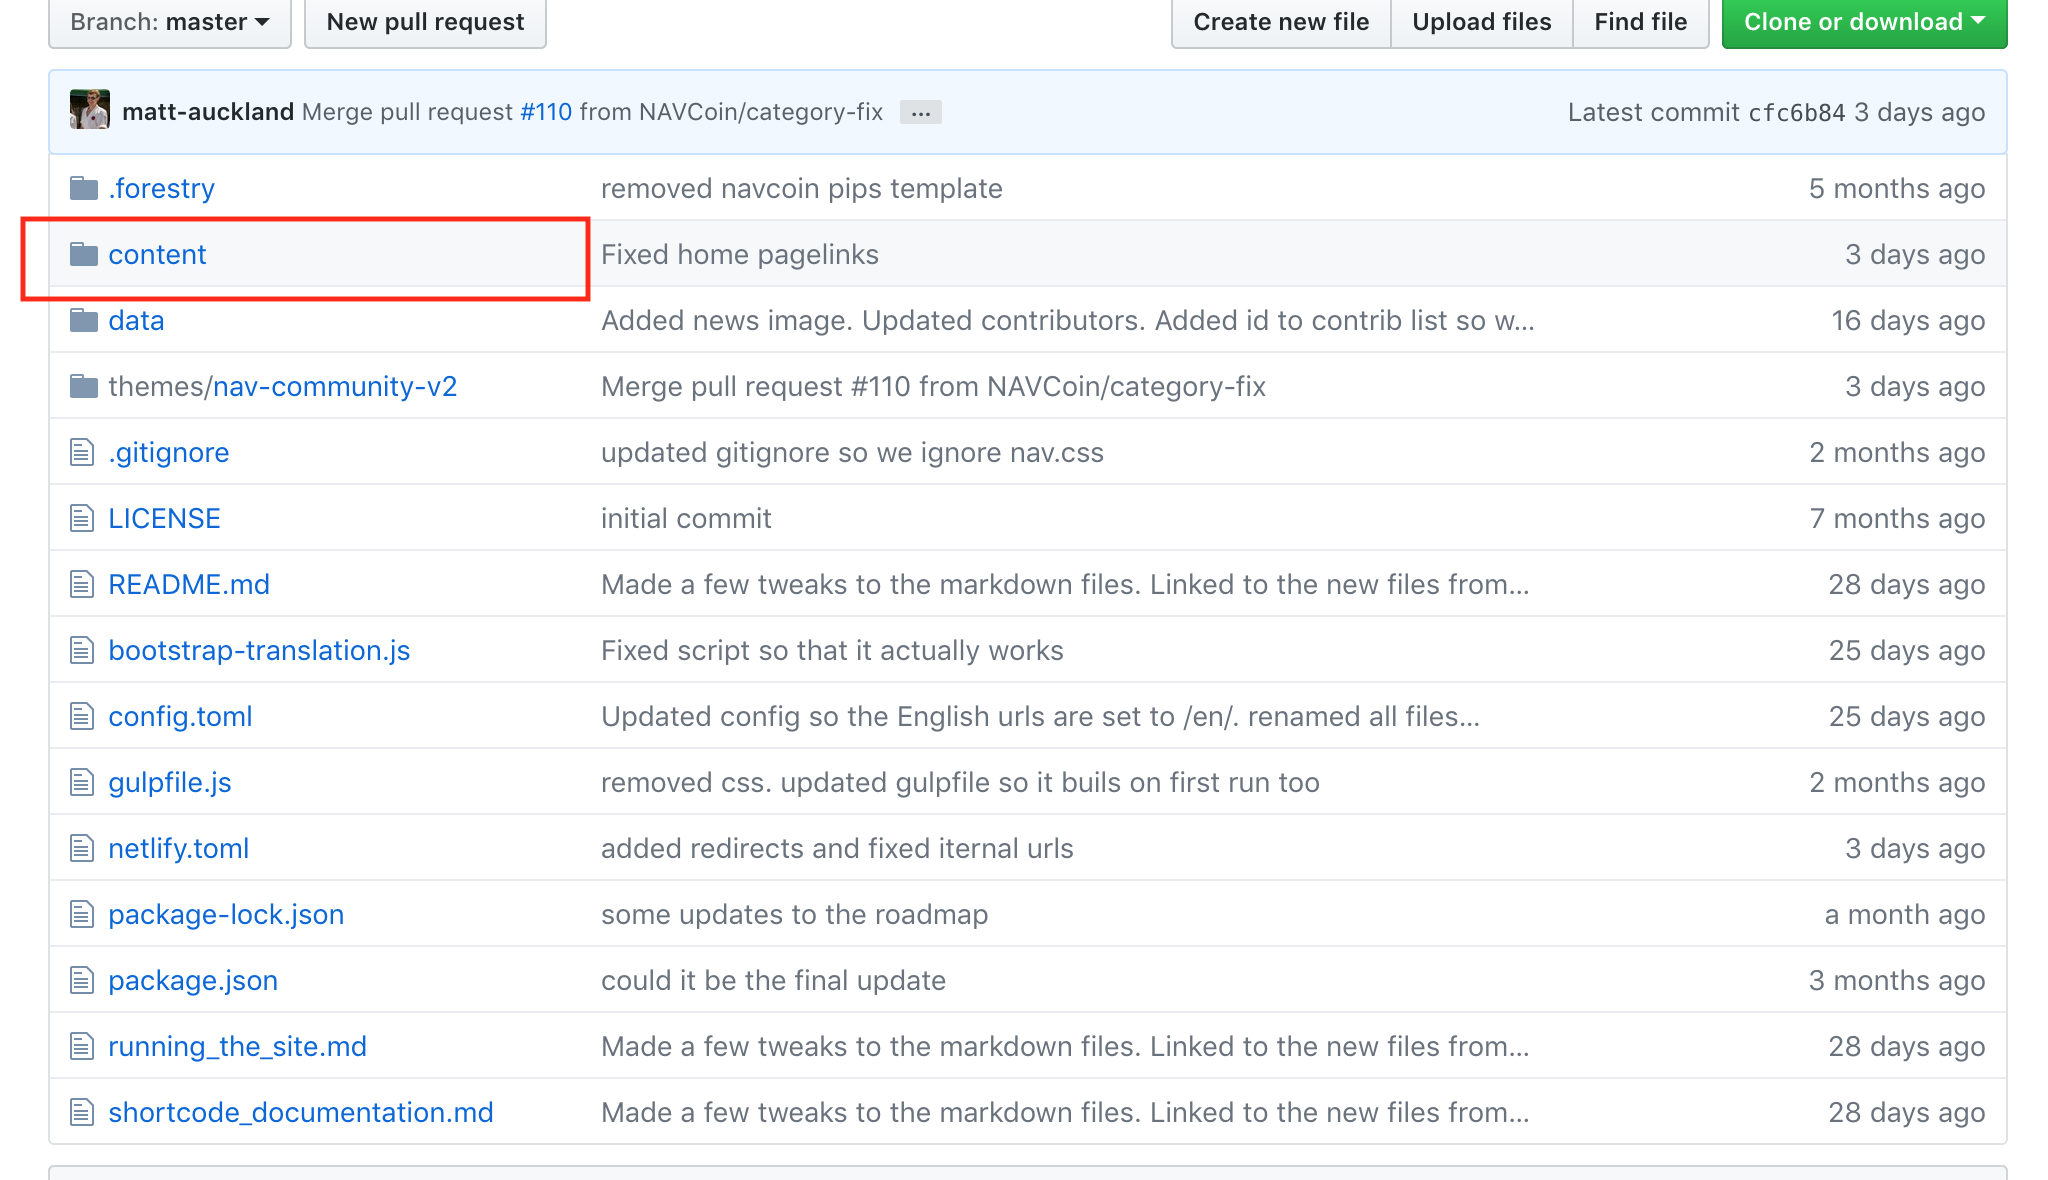 Branch: master New pull request Create new file Upload files Find file Clone or download
matt-auckland Merge pull request #110 from NAVCoin/category-fix ... Latest commit cfc6b84 3 days ago
.forestry removed navcoin pips template 5 months ago
content Fixed home pagelinks 3 days ago
data Added news image. Updated contributors. Added id to contrib list so w... 16 days ago
themes/nav-community-v2 Merge pull request #110 from NAVCoin/category-fix 3 days ago
.gitignore updated gitignore so we ignore nav.css 2 months ago
LICENSE initial commit 7 months ago
README.md Made a few tweaks to the markdown files. Linked to the new files from... 28 days ago
bootstrap-translation.js Fixed script so that it actually works 25 days ago
config.toml Updated config so the English urls are set to /en/. renamed all files... 25 days ago
gulpfile.js removed css. updated gulpfile so it buils on first run too 2 months ago
netlify.toml added redirects and fixed iternal urls 3 days ago
package-lock.json some updates to the roadmap a month ago
package.json could it be the final update 3 months ago
running_the_site.md Made a few tweaks to the markdown files. Linked to the new files from... 28 days ago
shortcode_documentation.md Made a few tweaks to the markdown files. Linked to the new files from... 28 days ago